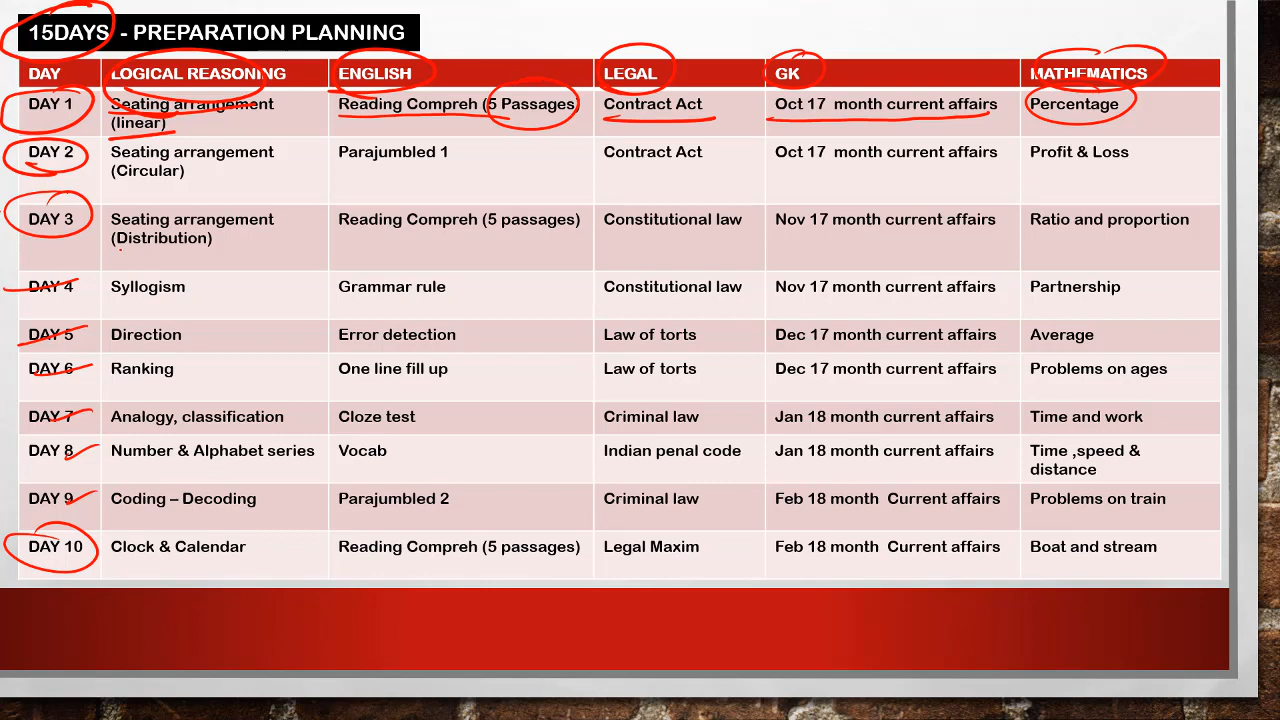 15DAYS - PREPARATION PLANNING
DAY LOGICAL REASONING ENGLISH LEGAL GK MATHEMATICS
DAY 1 Seating arrangement Reading Compreh (5 Passages) Contract Act Oct 17 month current affairs Percentage
(linear)
DAY 2 Seating arrangement Parajumbled 1 Contract Act Oct 17 month current affairs Profit & Loss
(Circular)
DAY 3 Seating arrangement Reading Compreh (5 passages) Constitutional law Nov 17 month current affairs Ratio and proportion
(Distribution)
DAY 4 Syllogism Grammar rule Constitutional law Nov 17 month current affairs Partnership
DAY 5 Direction Error detection Law of torts Dec 17 month current affairs Average
DAY 6 Ranking One line fill up Law of torts Dec 17 month current affairs Problems on ages
DAY 7 Analogy, classification Cloze test Criminal law Jan 18 month current affairs Time and work
DAY 8 Number & Alphabet series Vocab Indian penal code Jan 18 month current affairs Time ,speed &
distance
DAY 9 Coding – Decoding Parajumbled 2 Criminal law Feb 18 month Current affairs Problems on train
DAY 10 Clock & Calendar Reading Compreh (5 passages) Legal Maxim Feb 18 month Current affairs Boat and stream